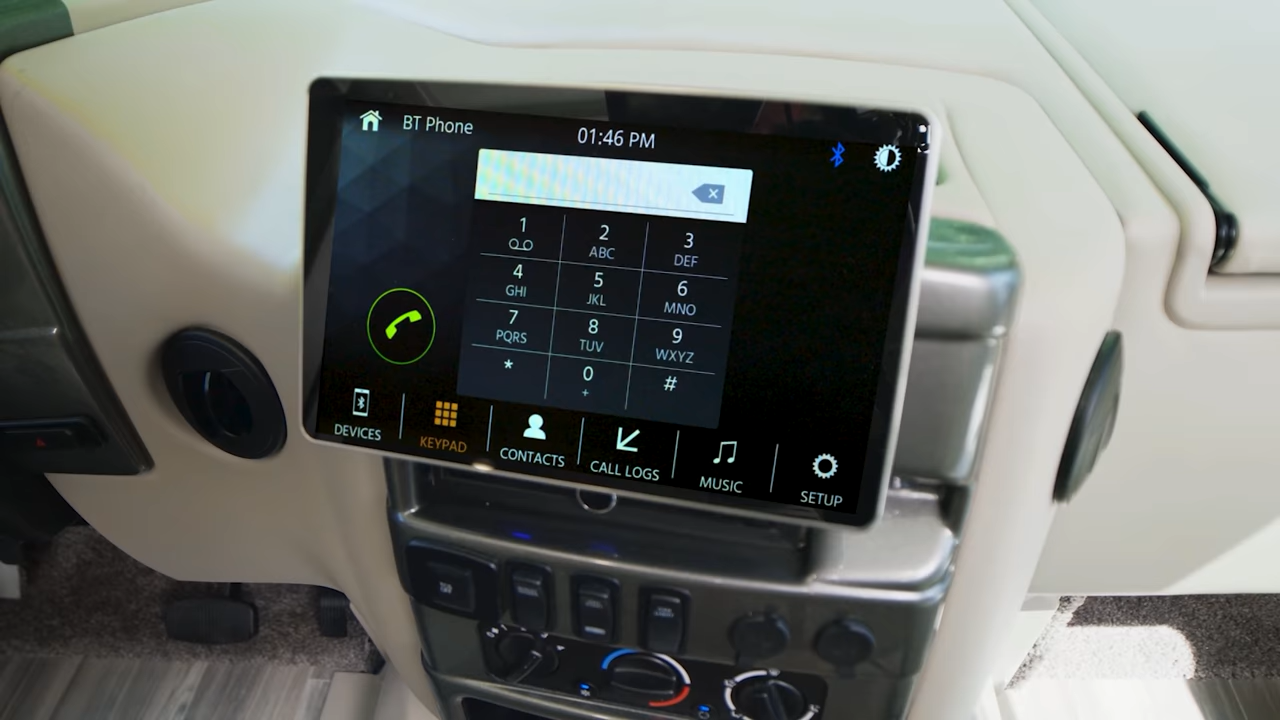 BT Phone
01:46 PM
1
2
ABC
3
DEF
4
GHI
5
JKL
6
MNO
7
PQRS
8
TUV
9
WXYZ
*
0
+
#
DEVICES
KEYPAD
CONTACTS
CALL LOGS
MUSIC
SETUP